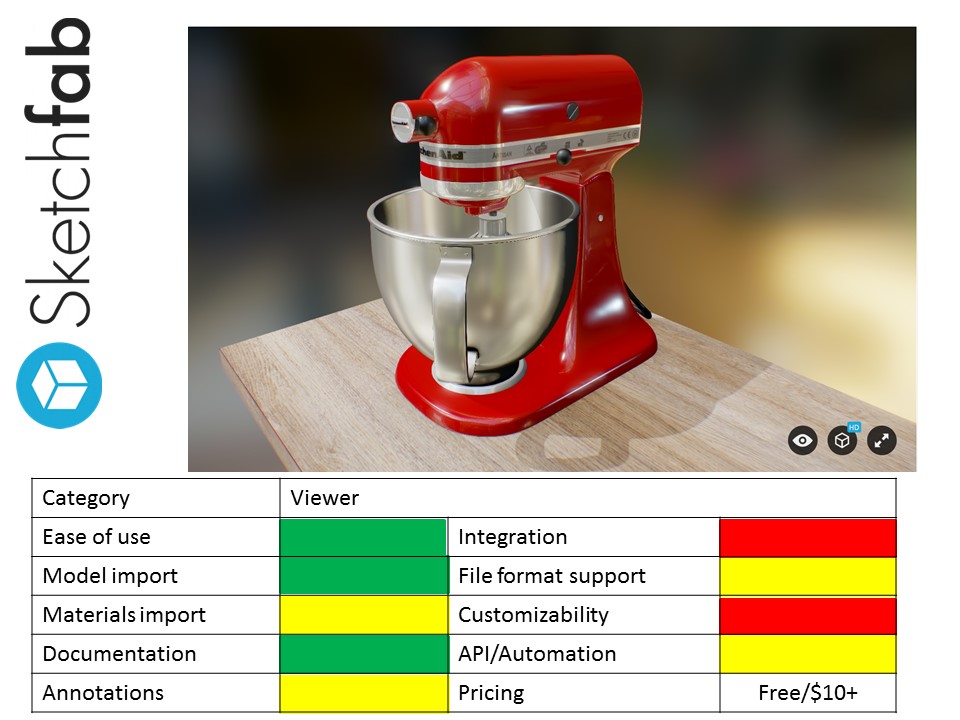 Sketchfab
chenAid
HD
Category Viewer
Ease of use Integration
Model import File format support
Materials import Customizability
Documentation API/Automation
Annotations Pricing Free/$10+